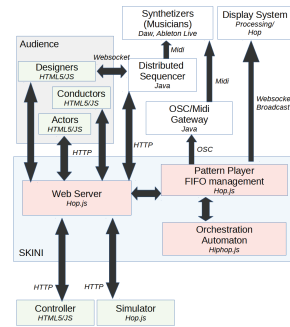 Synthetizers
(Musicians)
Daw, Ableton Live
Display System
Processing/
Hop
Audience
Websocket
Midi
Designers
HTML5/JS
Distributed
Sequencer
Java
Midi
Conductors
HTML5/JS
Websocket
Broadcast
OSC/Midi
Gateway
Java
Actors
HTML5/JS
HTTP
HTTP
OSC
Web Server
Hop.js
Pattern Player
FIFO management
Hop.js
Orchestration
Automaton
Hiphop.js
SKINI
HTTP
HTTP
Controller
HTML5/JS
Simulator
Hop.js